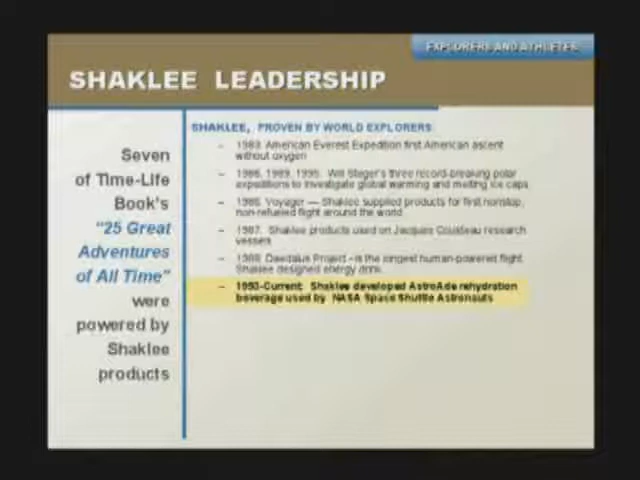 EXPLORERS AND ATHLETES
SHAKLEE LEADERSHIP
Seven
of Time-Life
Book's
"25 Great
Adventures
of All Time"
were
powered by
Shaklee
products
SHAKLEE, PROVEN BY WORLD EXPLORERS
– American Everest Expedition first American ascent
without oxygen
– 1986, 1989, 1995. Will Steger's three record-breaking polar
expeditions to investigate global warming and melting ice caps
– 1986. Voyager — Shaklee supplied products for first nonstop,
non-refueled flight around the world
– 1987. Shaklee products used on Jacques Cousteau research
vessels
– Daedalus Project - is the longest human-powered flight.
Shaklee designed energy drink.
– 1993-Current: Shaklee developed AstroAde rehydration
beverage used by NASA Space Shuttle Astronauts